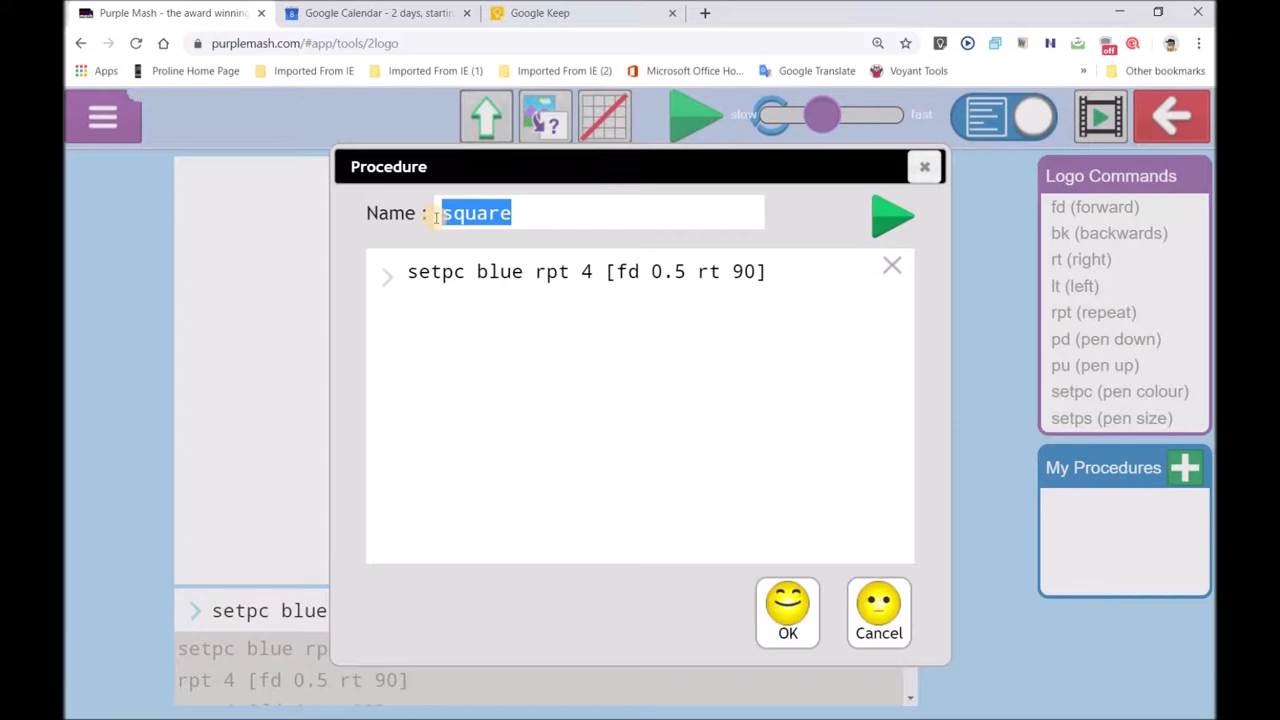 Purple Mash - the award winnin
Google Calendar - 2 days, startin
Google Keep
purplemash.com/#app/tools/2logo
off
Apps
Proline Home Page
Imported From IE
Imported From IE (1)
Imported From IE (2)
Microsoft Office Ho...
Google Translate
Voyant Tools
»
Other bookmarks
slow
fast
Procedure
Name :
square
setpc blue rpt 4 [fd 0.5 rt 90]
OK
Cancel
Logo Commands
fd (forward)
bk (backwards)
rt (right)
lt (left)
rpt (repeat)
pd (pen down)
pu (pen up)
setpc (pen colour)
setps (pen size)
My Procedures
setpc blue
setpc blue rp
rpt 4 [fd 0.5 rt 90]